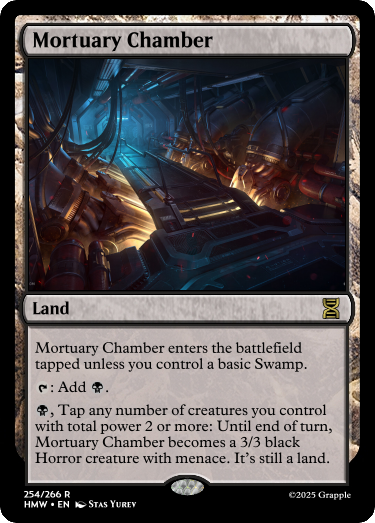 Mortuary Chamber
Land
Mortuary Chamber enters the battlefield
tapped unless you control a basic Swamp.
: Add .
, Tap any number of creatures you control
with total power 2 or more: Until end of turn,
Mortuary Chamber becomes a 3/3 black
Horror creature with menace. It's still a land.
254/266 R
HMW • EN Stas Yurev
©2025 Grapple